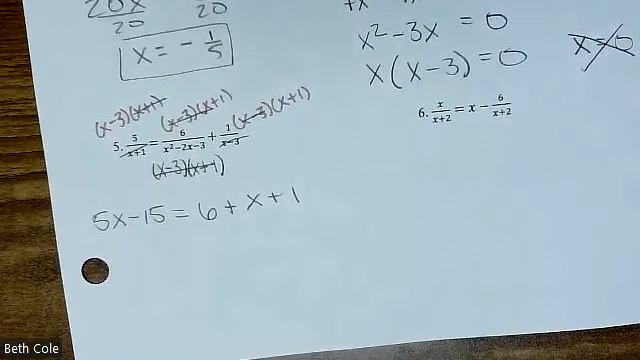 20x 20
20
x = - 1/5
x² - 3x = 0
x(x-3) = 0
x = 0
(x-3)(x+1) (x-3)(x+1) (x-3)(x+1)
5. 5/(x+1) = 6/(x²-2x-3) + 1/(x-3)
(x-3)(x+1)
5x - 15 = 6 + x + 1
6. x/(x+2) = x - 6/(x+2)
Beth Cole